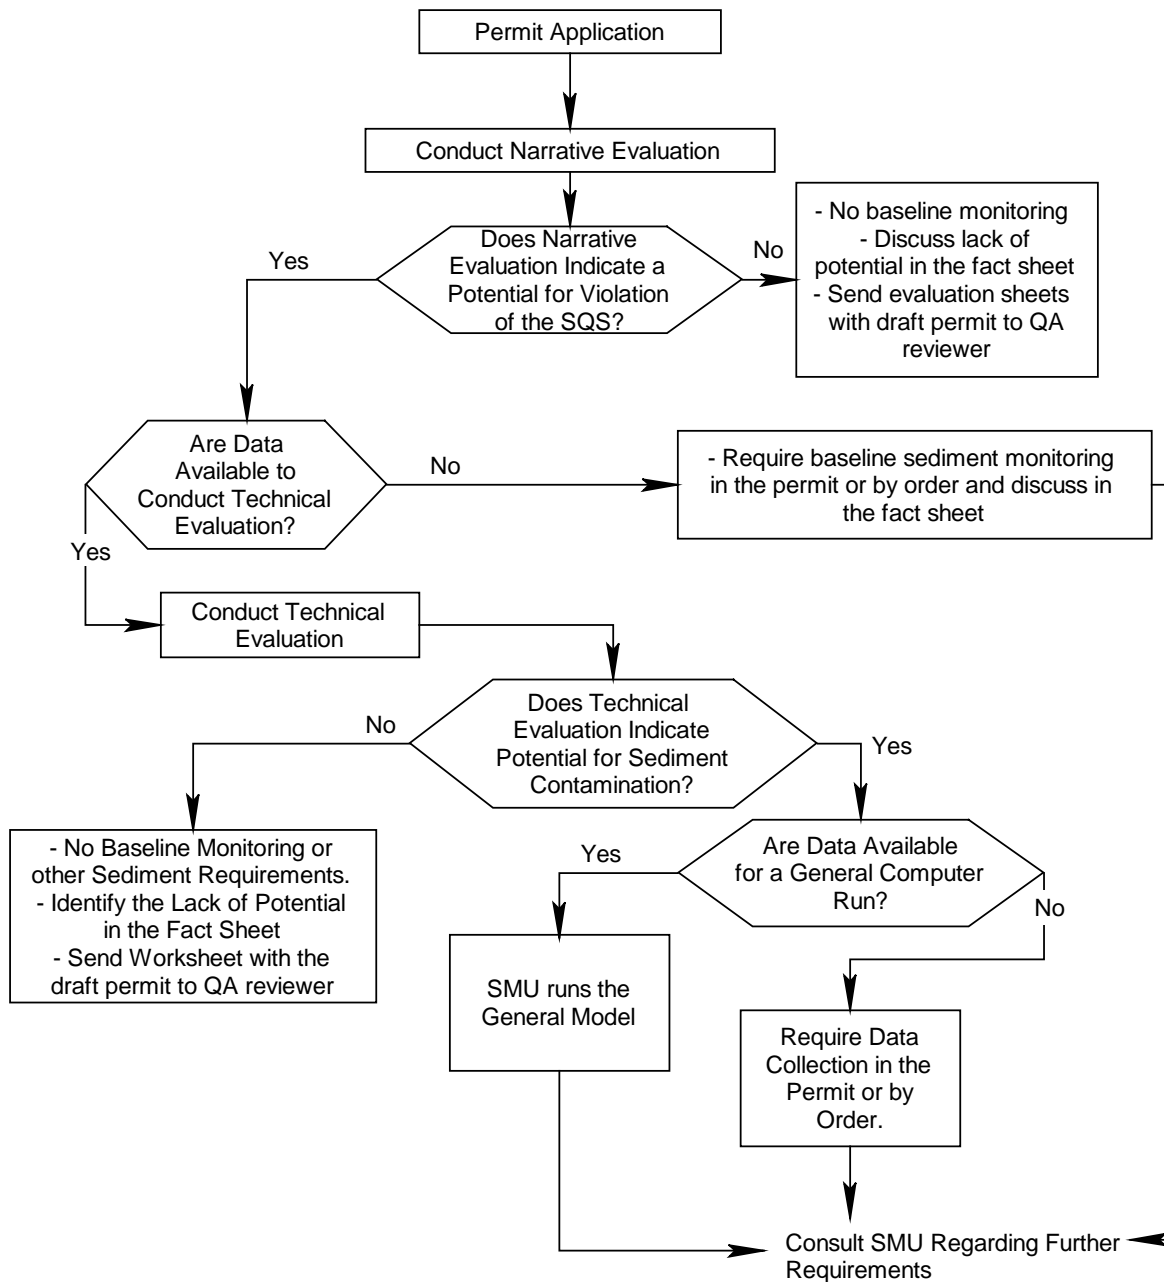 Permit Application
Conduct Narrative Evaluation
Does Narrative
Evaluation Indicate a
Potential for Violation
of the SQS?
Yes
No
- No baseline monitoring
- Discuss lack of
potential in the fact sheet
- Send evaluation sheets
with draft permit to QA
reviewer
Are Data
Available to
Conduct Technical
Evaluation?
No
- Require baseline sediment monitoring
in the permit or by order and discuss in
the fact sheet
Yes
Conduct Technical
Evaluation
Does Technical
Evaluation Indicate
Potential for Sediment
Contamination?
No
Yes
- No Baseline Monitoring or
other Sediment Requirements.
- Identify the Lack of Potential
in the Fact Sheet
- Send Worksheet with the
draft permit to QA reviewer
Are Data Available
for a General Computer
Run?
Yes
No
SMU runs the
General Model
Require Data
Collection in the
Permit or by
Order.
Consult SMU Regarding Further
Requirements